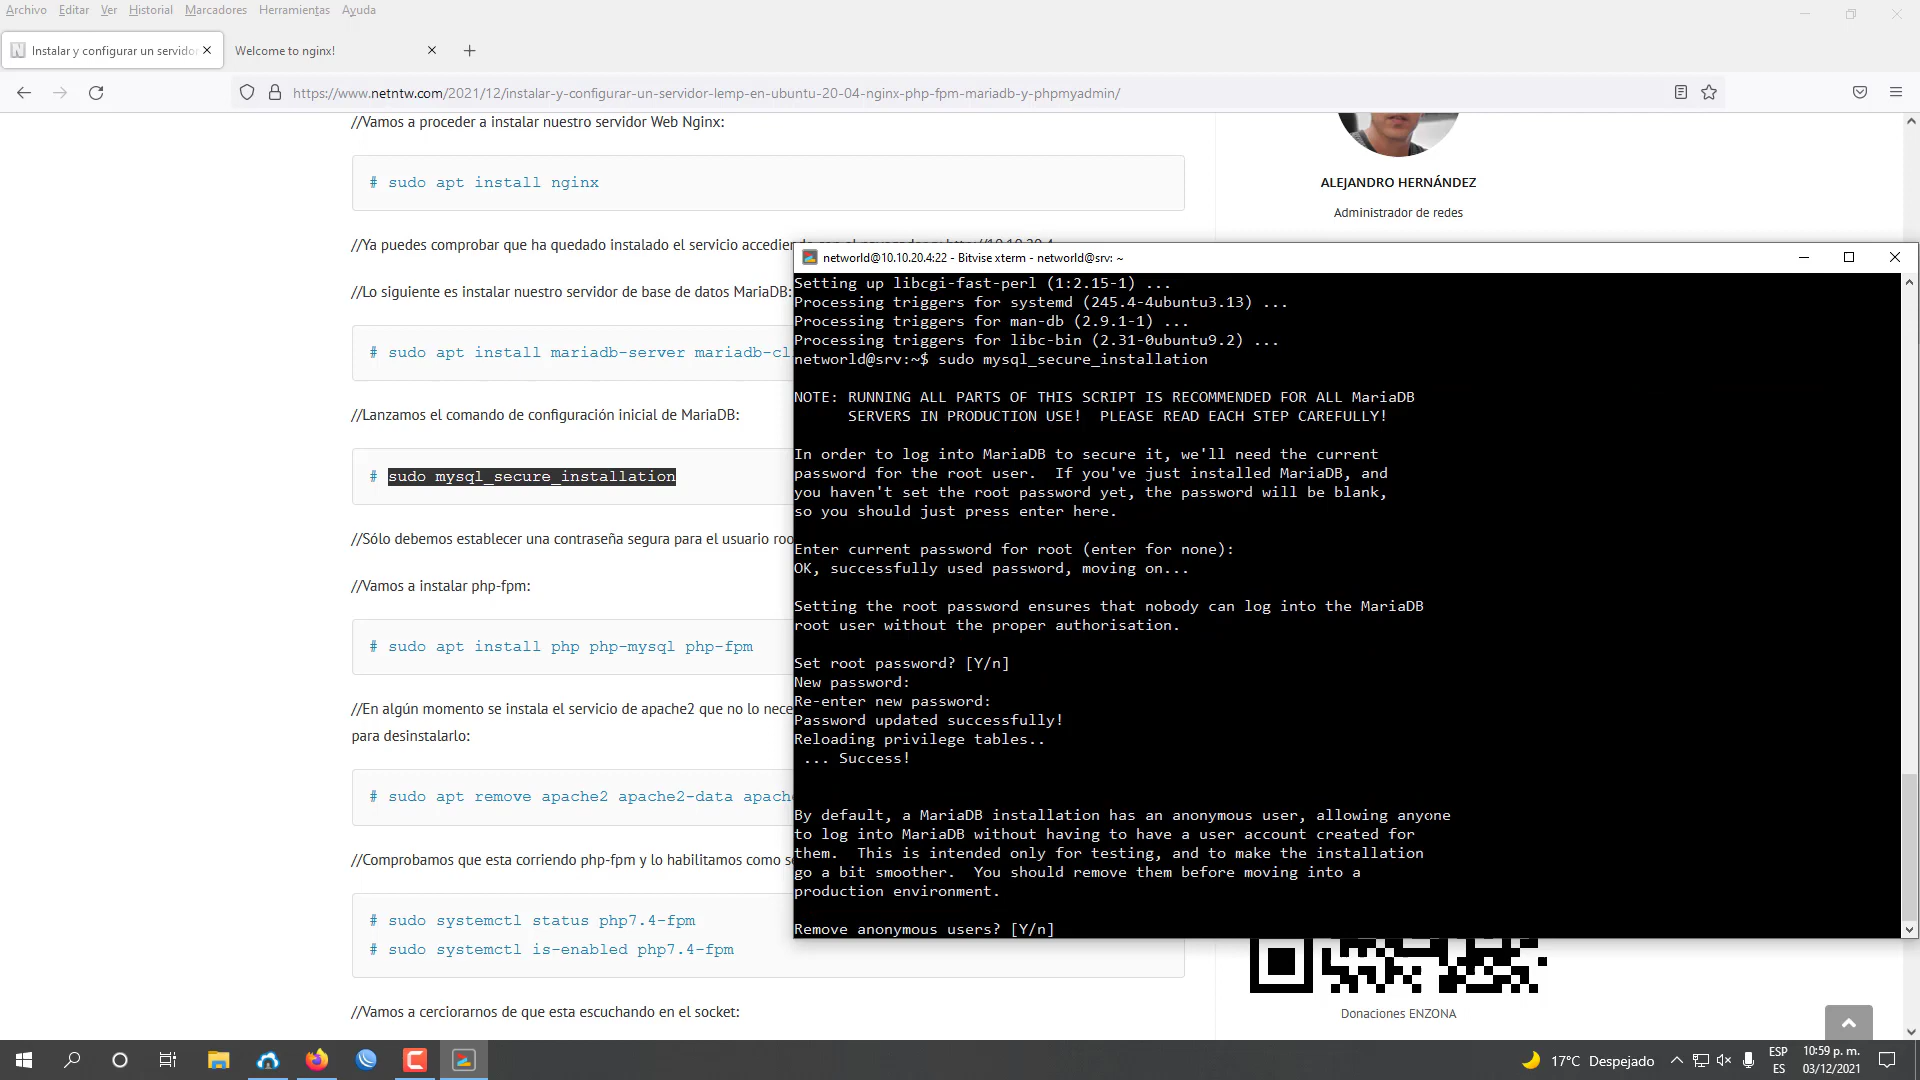 Archivo Editar Ver Historial Marcadores Herramientas Ayuda
Instalar y configurar un servido
Welcome to nginx!
https://www.netntw.com/2021/12/instalar-y-configurar-un-servidor-lemp-en-ubuntu-20-04-nginx-php-fpm-mariadb-y-phpmyadmin/
//Vamos a proceder a instalar nuestro servidor Web Nginx:
# sudo apt install nginx
//Ya puedes comprobar que ha quedado instalado el servicio accediend
//Lo siguiente es instalar nuestro servidor de base de datos MariaDB:
# sudo apt install mariadb-server mariadb-cl
//Lanzamos el comando de configuración inicial de MariaDB:
# sudo mysql_secure_installation
//Sólo debemos establecer una contraseña segura para el usuario roo
//Vamos a instalar php-fpm:
# sudo apt install php php-mysql php-fpm
//En algún momento se instala el servicio de apache2 que no lo nece
para desinstalarlo:
# sudo apt remove apache2 apache2-data apach
//Comprobamos que esta corriendo php-fpm y lo habilitamos como s
# sudo systemctl status php7.4-fpm
# sudo systemctl is-enabled php7.4-fpm
//Vamos a cerciorarnos de que esta escuchando en el socket:
ALEJANDRO HERNÁNDEZ
Administrador de redes
networld@10.10.20.4:22 - Bitvise xterm - networld@srv: ~
Setting up libcgi-fast-perl (1:2.15-1) ...
Processing triggers for systemd (245.4-4ubuntu3.13) ...
Processing triggers for man-db (2.9.1-1) ...
Processing triggers for libc-bin (2.31-0ubuntu9.2) ...
networld@srv:~$ sudo mysql_secure_installation
NOTE: RUNNING ALL PARTS OF THIS SCRIPT IS RECOMMENDED FOR ALL MariaDB
SERVERS IN PRODUCTION USE!  PLEASE READ EACH STEP CAREFULLY!
In order to log into MariaDB to secure it, we'll need the current
password for the root user.  If you've just installed MariaDB, and
you haven't set the root password yet, the password will be blank,
so you should just press enter here.
Enter current password for root (enter for none):
OK, successfully used password, moving on...
Setting the root password ensures that nobody can log into the MariaDB
root user without the proper authorisation.
Set root password? [Y/n]
New password:
Re-enter new password:
Password updated successfully!
Reloading privilege tables..
... Success!
By default, a MariaDB installation has an anonymous user, allowing anyone
to log into MariaDB without having to have a user account created for
them.  This is intended only for testing, and to make the installation
go a bit smoother.  You should remove them before moving into a
production environment.
Remove anonymous users? [Y/n]
Donaciones ENZONA
17°C Despejado
ESP
ES
10:59 p. m.
03/12/2021